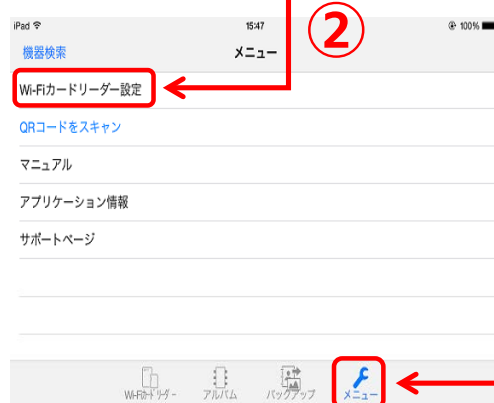 iPad 15:47 100%
②
機器検索 メニュー
Wi-Fiカードリーダー設定
QRコードをスキャン
マニュアル
アプリケーション情報
サポートページ
Wi-Fiカードリーダー アルバム バックアップ メニュー